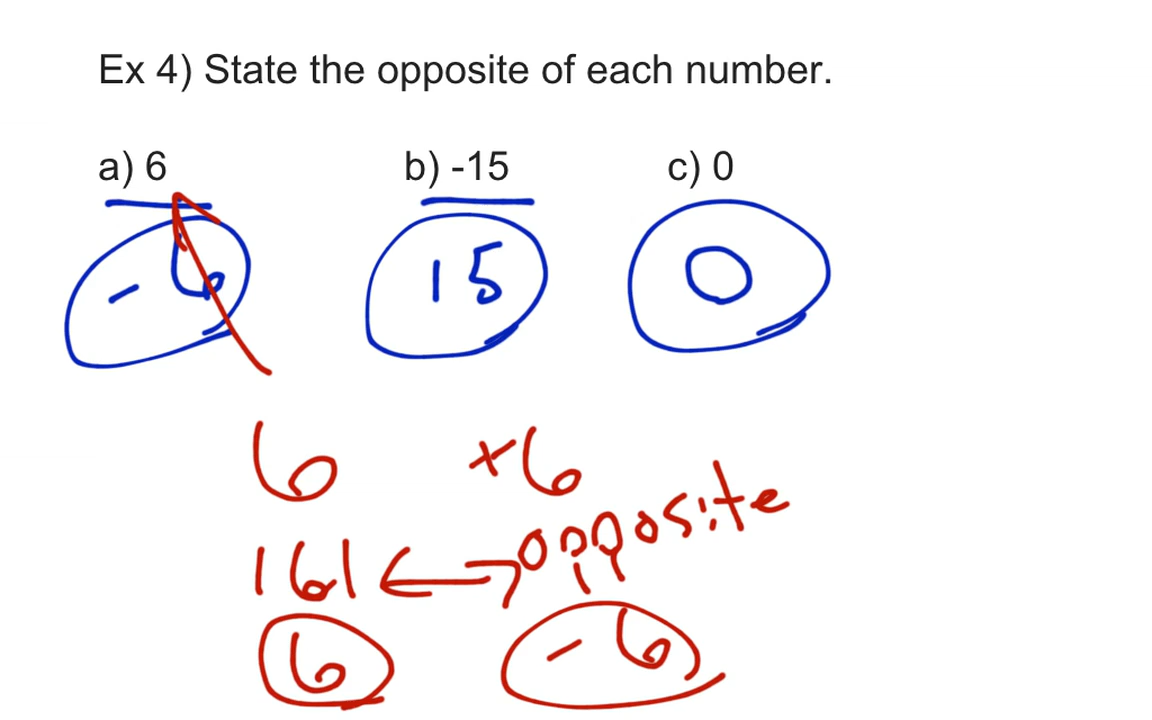 Ex 4) State the opposite of each number.
a) 6 b) -15 c) 0
-6 15 0
6 +6
|6| opposite
6 -6